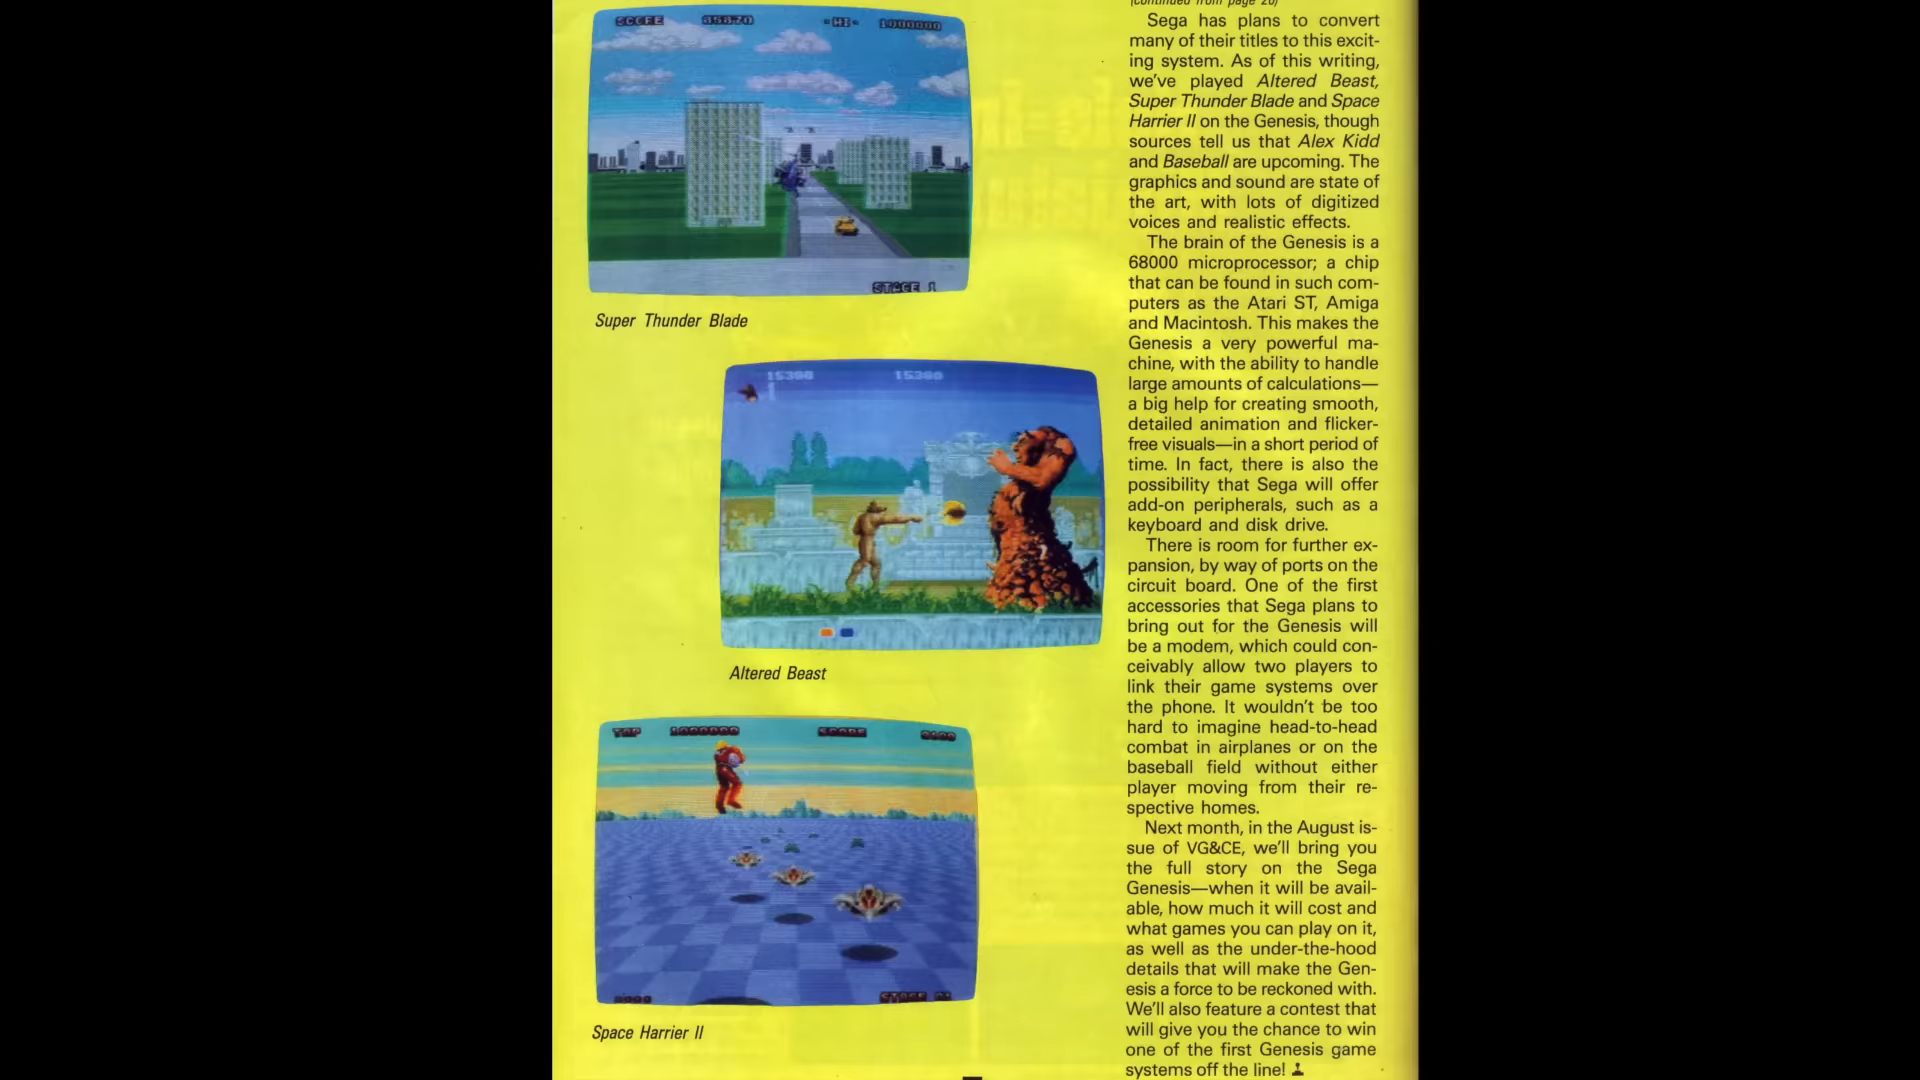 (continued from page 26)
SCORE 85870 -HI- 1000000
STAGE 1
Super Thunder Blade
15300 15300
Altered Beast
TOP 1000000 SCORE
STAGE 01
Space Harrier II
Sega has plans to convert
many of their titles to this excit-
ing system. As of this writing,
we've played Altered Beast,
Super Thunder Blade and Space
Harrier II on the Genesis, though
sources tell us that Alex Kidd
and Baseball are upcoming. The
graphics and sound are state of
the art, with lots of digitized
voices and realistic effects.
The brain of the Genesis is a
68000 microprocessor; a chip
that can be found in such com-
puters as the Atari ST, Amiga
and Macintosh. This makes the
Genesis a very powerful ma-
chine, with the ability to handle
large amounts of calculations—
a big help for creating smooth,
detailed animation and flicker-
free visuals—in a short period of
time. In fact, there is also the
possibility that Sega will offer
add-on peripherals, such as a
keyboard and disk drive.
There is room for further ex-
pansion, by way of ports on the
circuit board. One of the first
accessories that Sega plans to
bring out for the Genesis will
be a modem, which could con-
ceivably allow two players to
link their game systems over
the phone. It wouldn't be too
hard to imagine head-to-head
combat in airplanes or on the
baseball field without either
player moving from their re-
spective homes.
Next month, in the August is-
sue of VG&CE, we'll bring you
the full story on the Sega
Genesis—when it will be avail-
able, how much it will cost and
what games you can play on it,
as well as the under-the-hood
details that will make the Gen-
esis a force to be reckoned with.
We'll also feature a contest that
will give you the chance to win
one of the first Genesis game
systems off the line!